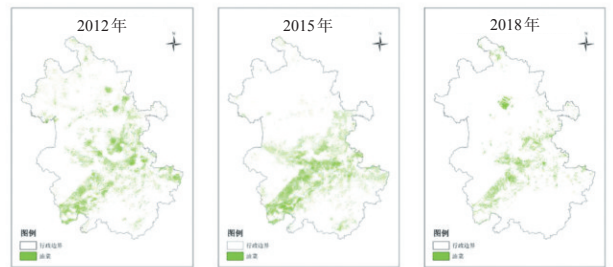 2012年
图例
行政边界
油菜
2015年
图例
行政边界
油菜
2018年
图例
行政边界
油菜